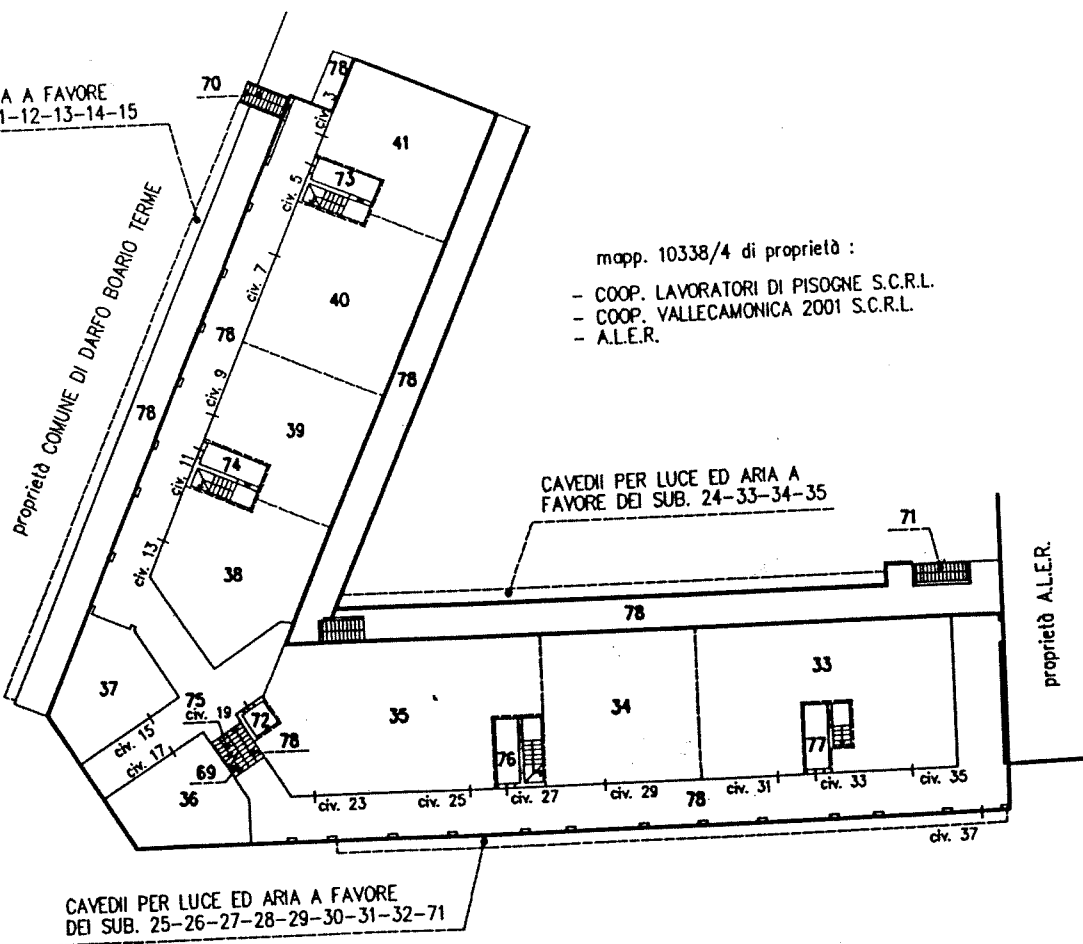 A A FAVORE
1-12-13-14-15
70
78
civ. 3
41
73
civ. 5
proprietà COMUNE DI DARFO BOARIO TERME
mapp. 10338/4 di proprietà :
- COOP. LAVORATORI DI PISOGNE S.C.R.L.
- COOP. VALLECAMONICA 2001 S.C.R.L.
- A.L.E.R.
civ. 7
40
78
78
civ. 9
78
39
civ. 11
74
CAVEDII PER LUCE ED ARIA A
FAVORE DEI SUB. 24-33-34-35
71
civ. 13
38
78
proprietà A.L.E.R.
37
75
civ. 19
72
78
35
34
33
civ. 15
civ. 17
69
36
76
77
civ. 23
civ. 25
civ. 27
civ. 29
78
civ. 31
civ. 33
civ. 35
civ. 37
CAVEDII PER LUCE ED ARIA A FAVORE
DEI SUB. 25-26-27-28-29-30-31-32-71